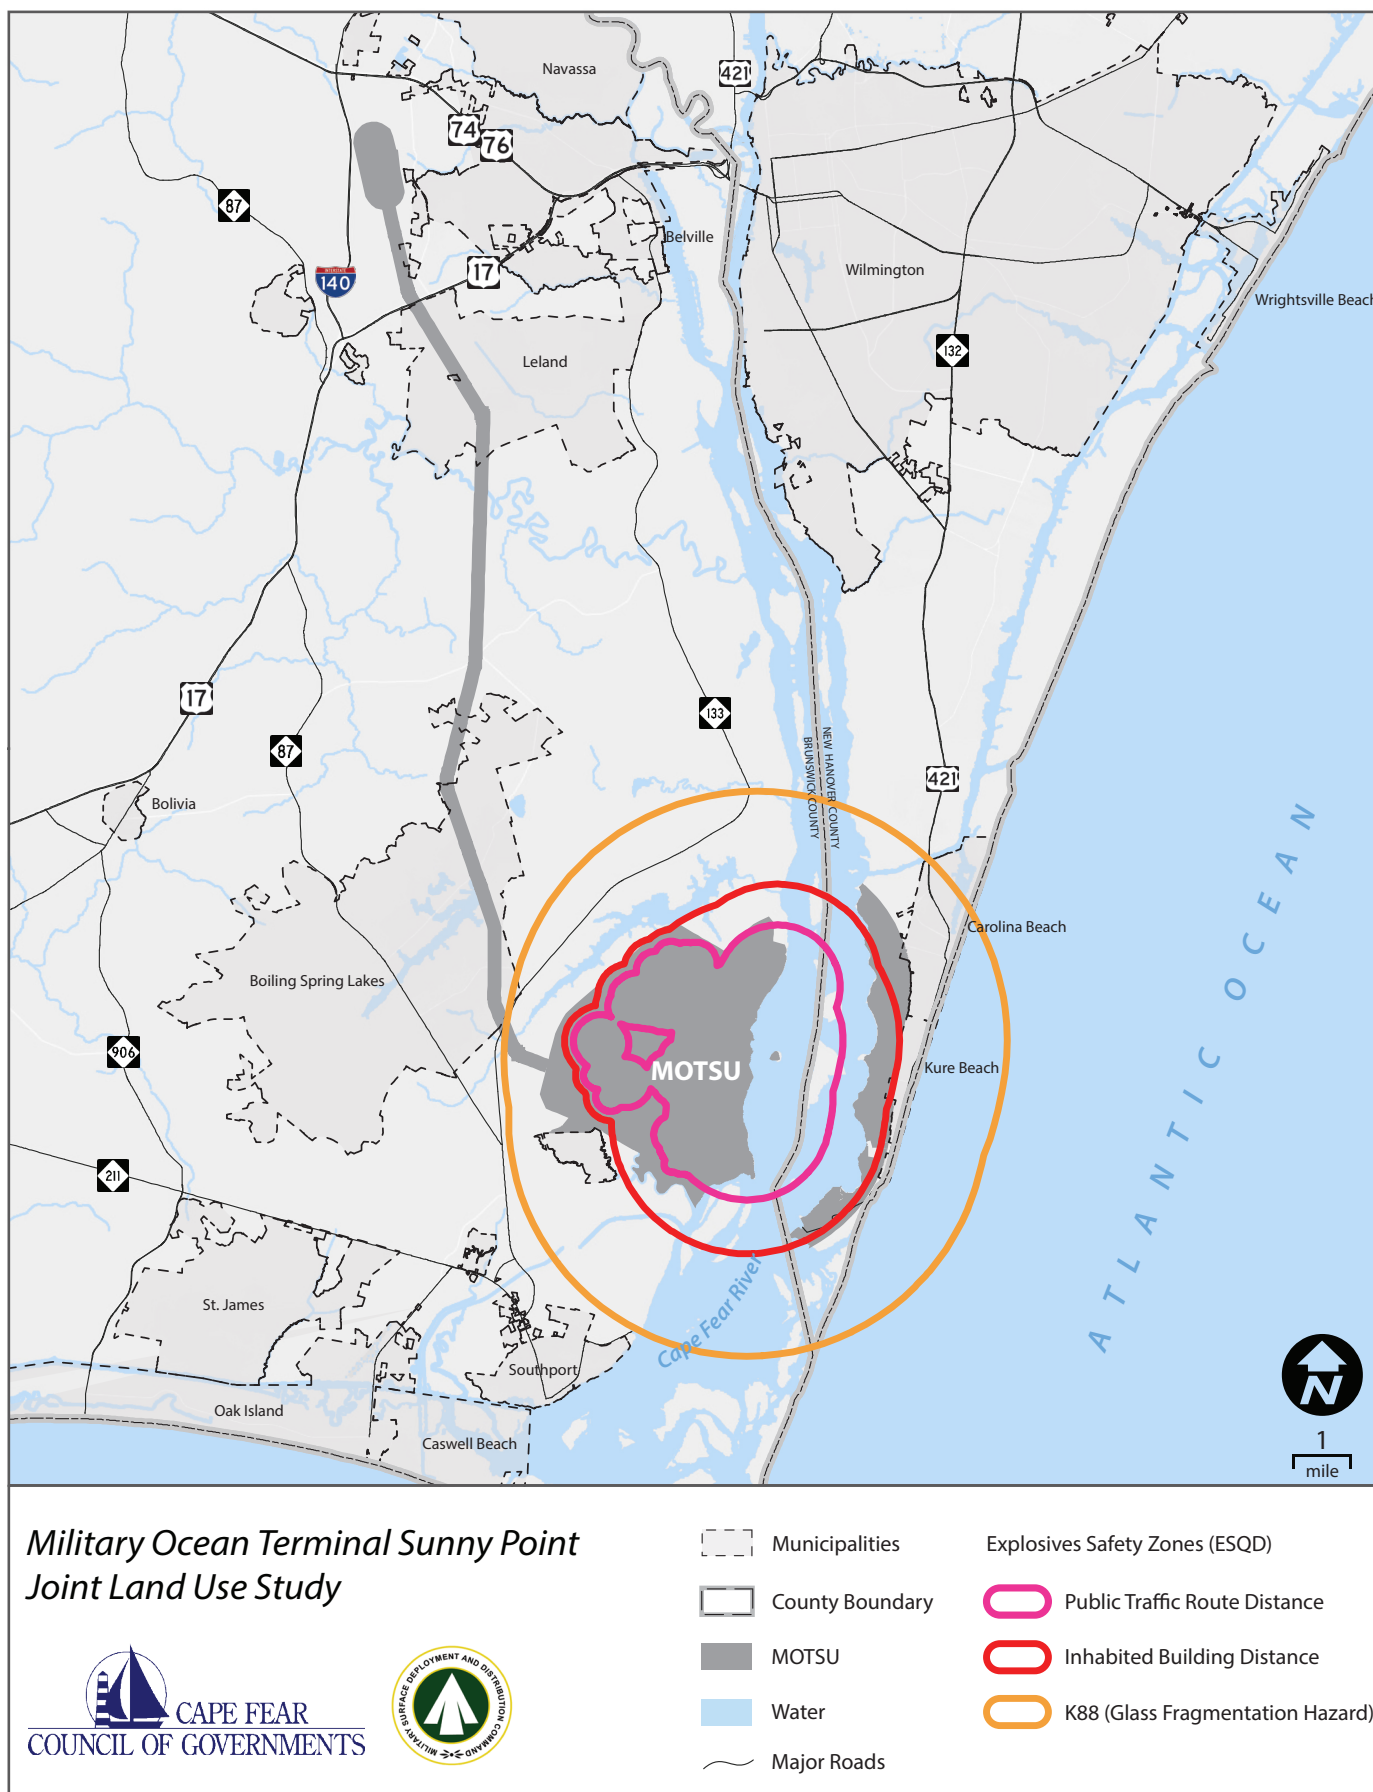 Navassa
421
74
76
87
Belville
17
140
Wilmington
Wrightsville Beach
132
Leland
17
133
87
NEW HANOVER COUNTY
BRUNSWICK COUNTY
421
Bolivia
ATLANTIC OCEAN
Carolina Beach
Boiling Spring Lakes
906
MOTSU
Kure Beach
211
St. James
Cape Fear River
Southport
Oak Island
Caswell Beach
N
1
mile
Military Ocean Terminal Sunny Point
Joint Land Use Study
CAPE FEAR
COUNCIL OF GOVERNMENTS
MILITARY SURFACE DEPLOYMENT AND DISTRIBUTION COMMAND
Municipalities
County Boundary
MOTSU
Water
Major Roads
Explosives Safety Zones (ESQD)
Public Traffic Route Distance
Inhabited Building Distance
K88 (Glass Fragmentation Hazard)